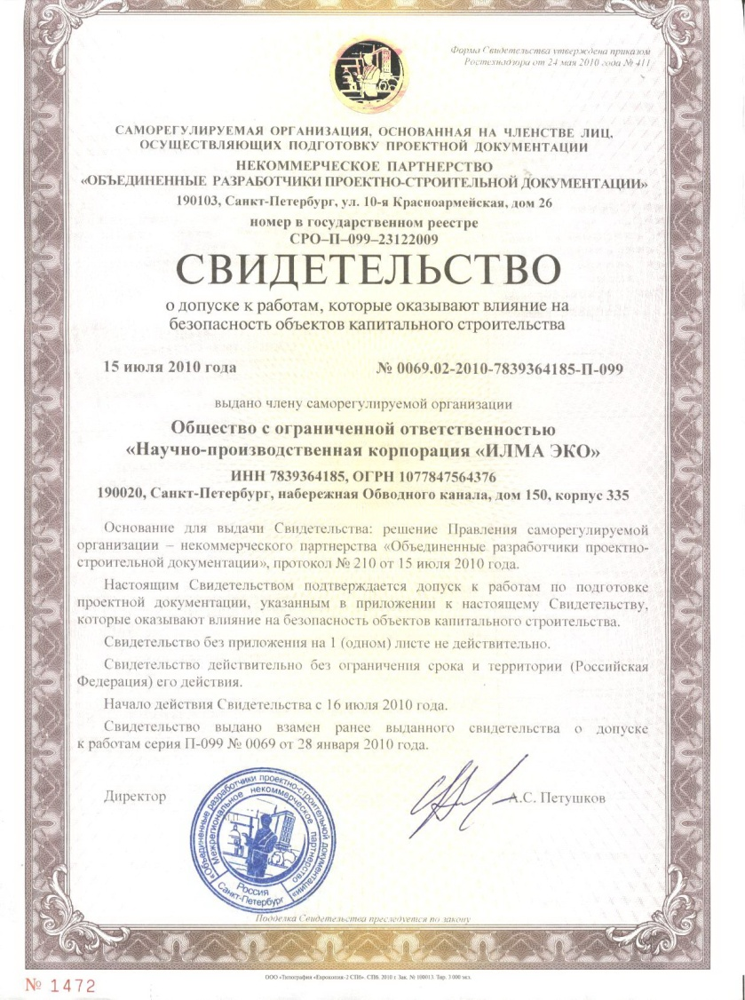 Форма Свидетельства утверждена приказом
Ростехнадзора от 24 мая 2010 года № 411
САМОРЕГУЛИРУЕМАЯ ОРГАНИЗАЦИЯ, ОСНОВАННАЯ НА ЧЛЕНСТВЕ ЛИЦ,
ОСУЩЕСТВЛЯЮЩИХ ПОДГОТОВКУ ПРОЕКТНОЙ ДОКУМЕНТАЦИИ
НЕКОММЕРЧЕСКОЕ ПАРТНЕРСТВО
«ОБЪЕДИНЕННЫЕ РАЗРАБОТЧИКИ ПРОЕКТНО-СТРОИТЕЛЬНОЙ ДОКУМЕНТАЦИИ»
190103, Санкт-Петербург, ул. 10-я Красноармейская, дом 26
номер в государственном реестре
СРО–П–099–23122009
СВИДЕТЕЛЬСТВО
о допуске к работам, которые оказывают влияние на
безопасность объектов капитального строительства
15 июля 2010 года № 0069.02-2010-7839364185-П-099
выдано члену саморегулируемой организации
Общество с ограниченной ответственностью
«Научно-производственная корпорация «ИЛМА ЭКО»
ИНН 7839364185, ОГРН 1077847564376
190020, Санкт-Петербург, набережная Обводного канала, дом 150, корпус 335
Основание для выдачи Свидетельства: решение Правления саморегулируемой
организации – некоммерческого партнерства «Объединенные разработчики проектно-
строительной документации», протокол № 210 от 15 июля 2010 года.
Настоящим Свидетельством подтверждается допуск к работам по подготовке
проектной документации, указанным в приложении к настоящему Свидетельству,
которые оказывают влияние на безопасность объектов капитального строительства.
Свидетельство без приложения на 1 (одном) листе не действительно.
Свидетельство действительно без ограничения срока и территории (Российская
Федерация) его действия.
Начало действия Свидетельства с 16 июля 2010 года.
Свидетельство выдано взамен ранее выданного свидетельства о допуске
к работам серия П-099 № 0069 от 28 января 2010 года.
Директор А.С. Петушков
«Объединенные разработчики проектно-строительной документации»
Межрегиональное некоммерческое партнерство
Россия
Санкт-Петербург
Подделка Свидетельства преследуется по закону
ООО «Типография «Еврокопия-2 СПб». СПб. 2010 г. Зак. № 100013. Тир. 3 000 экз.
№ 1472